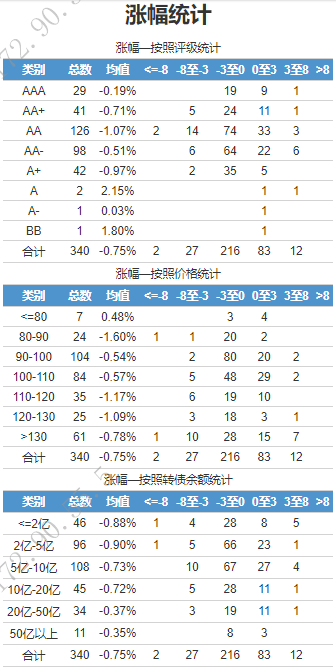 涨幅统计
涨幅—按照评级统计
类别 总数 均值 <=-8 -8至-3 -3至0 0至3 3至8 >8
AAA 29 -0.19% 19 9 1
AA+ 41 -0.71% 5 24 11 1
AA 126 -1.07% 2 14 74 33 3
AA- 98 -0.51% 6 64 22 6
A+ 42 -0.97% 2 35 5
A 2 2.15% 1 1
A- 1 0.03% 1
BB 1 1.80% 1
合计 340 -0.75% 2 27 216 83 12
涨幅—按照价格统计
类别 总数 均值 <=-8 -8至-3 -3至0 0至3 3至8 >8
<=80 7 0.48% 3 4
80-90 24 -1.60% 1 1 20 2
90-100 104 -0.54% 2 80 20 2
100-110 84 -0.57% 5 48 29 2
110-120 35 -1.17% 6 19 10
120-130 25 -1.09% 3 18 3 1
>130 61 -0.78% 1 10 28 15 7
合计 340 -0.75% 2 27 216 83 12
涨幅—按照转债余额统计
类别 总数 均值 <=-8 -8至-3 -3至0 0至3 3至8 >8
<=2亿 46 -0.88% 1 4 28 8 5
2亿-5亿 96 -0.90% 1 5 66 23 1
5亿-10亿 108 -0.73% 10 67 27 4
10亿-20亿 45 -0.72% 5 28 11 1
20亿-50亿 34 -0.37% 3 19 11 1
50亿以上 11 -0.35% 8 3
合计 340 -0.75% 2 27 216 83 12